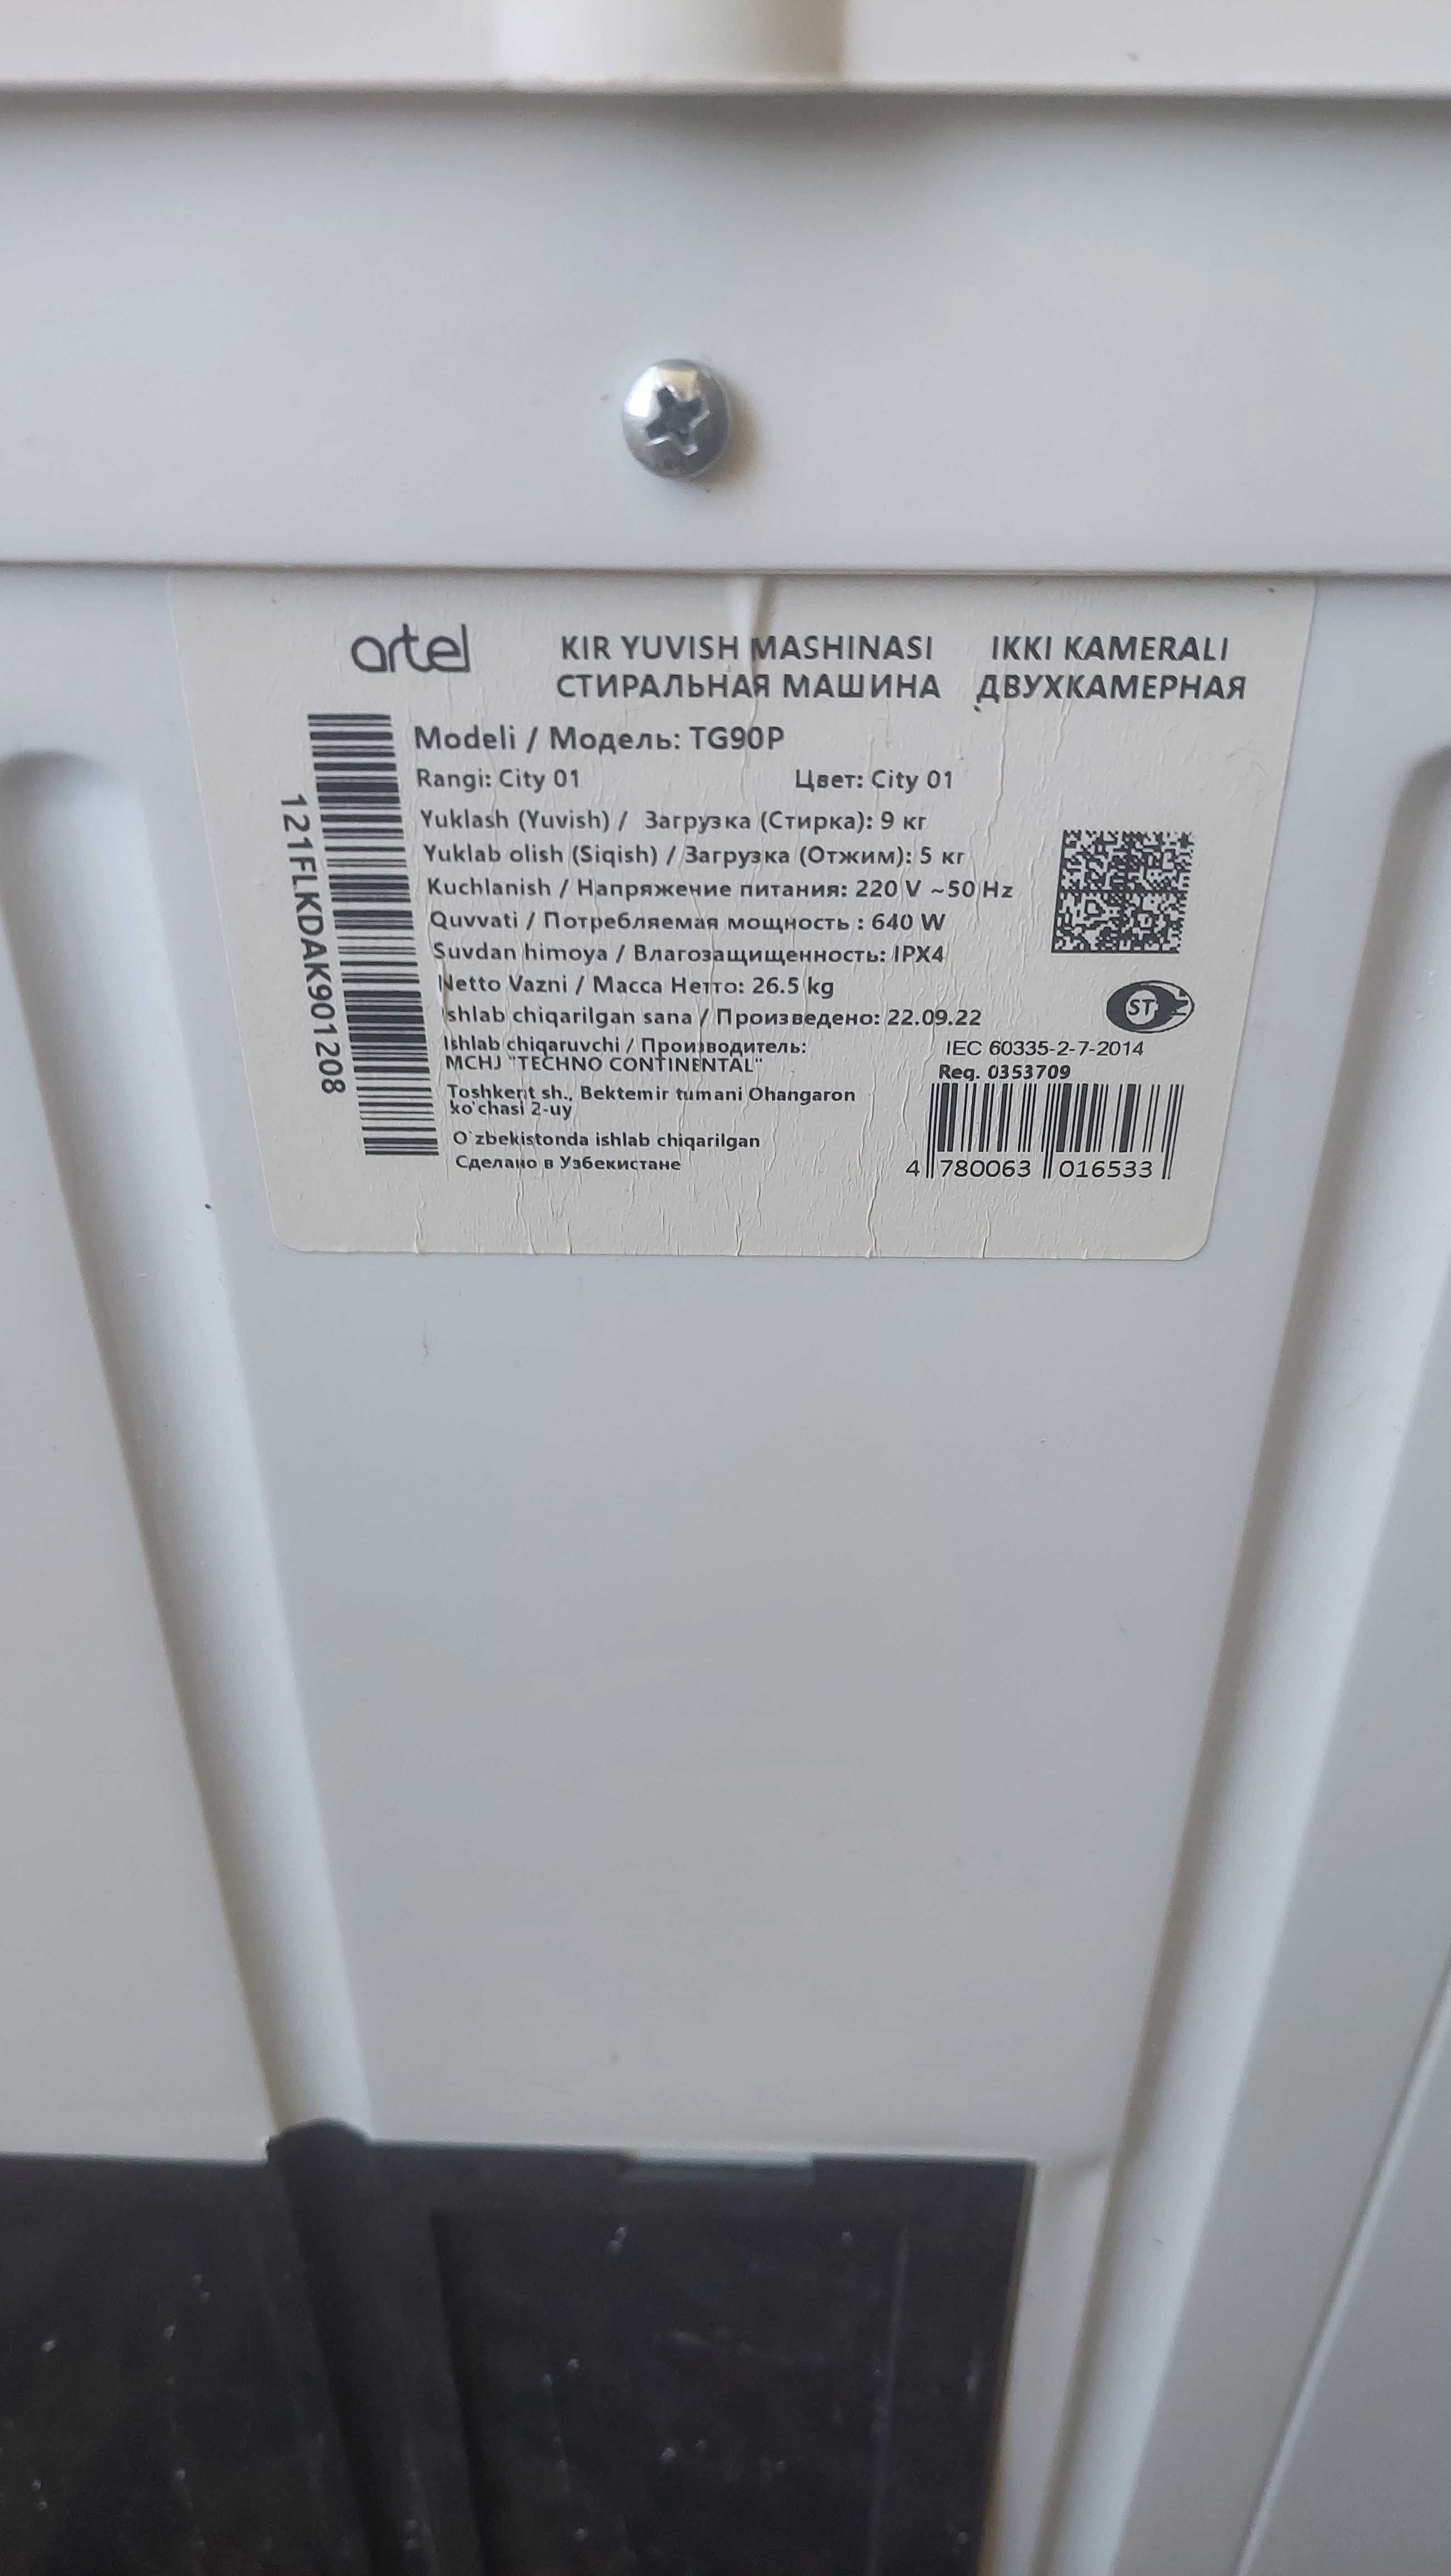 artel
KIR YUVISH MASHINASI IKKI KAMERALI
СТИРАЛЬНАЯ МАШИНА ДВУХКАМЕРНАЯ
Modeli / Модель: TG90P
Rangi: City 01 Цвет: City 01
Yuklash (Yuvish) / Загрузка (Стирка): 9 кг
Yuklab olish (Siqish) / Загрузка (Отжим): 5 кг
Kuchlanish / Напряжение питания: 220 V ~50 Hz
Quvvati / Потребляемая мощность : 640 W
Suvdan himoya / Влагозащищенность: IPX4
Netto Vazni / Масса Нетто: 26.5 kg
Ishlab chiqarilgan sana / Произведено: 22.09.22
Ishlab chiqaruvchi / Производитель:
MCHJ "TECHNO CONTINENTAL"
Toshkent sh., Bektemir tumani Ohangaron
ko`chasi 2-uy
O`zbekistonda ishlab chiqarilgan
Сделано в Узбекистане
121FLKDAK901208
ST
IEC 60335-2-7-2014
Reg. 0353709
4 780063 016533